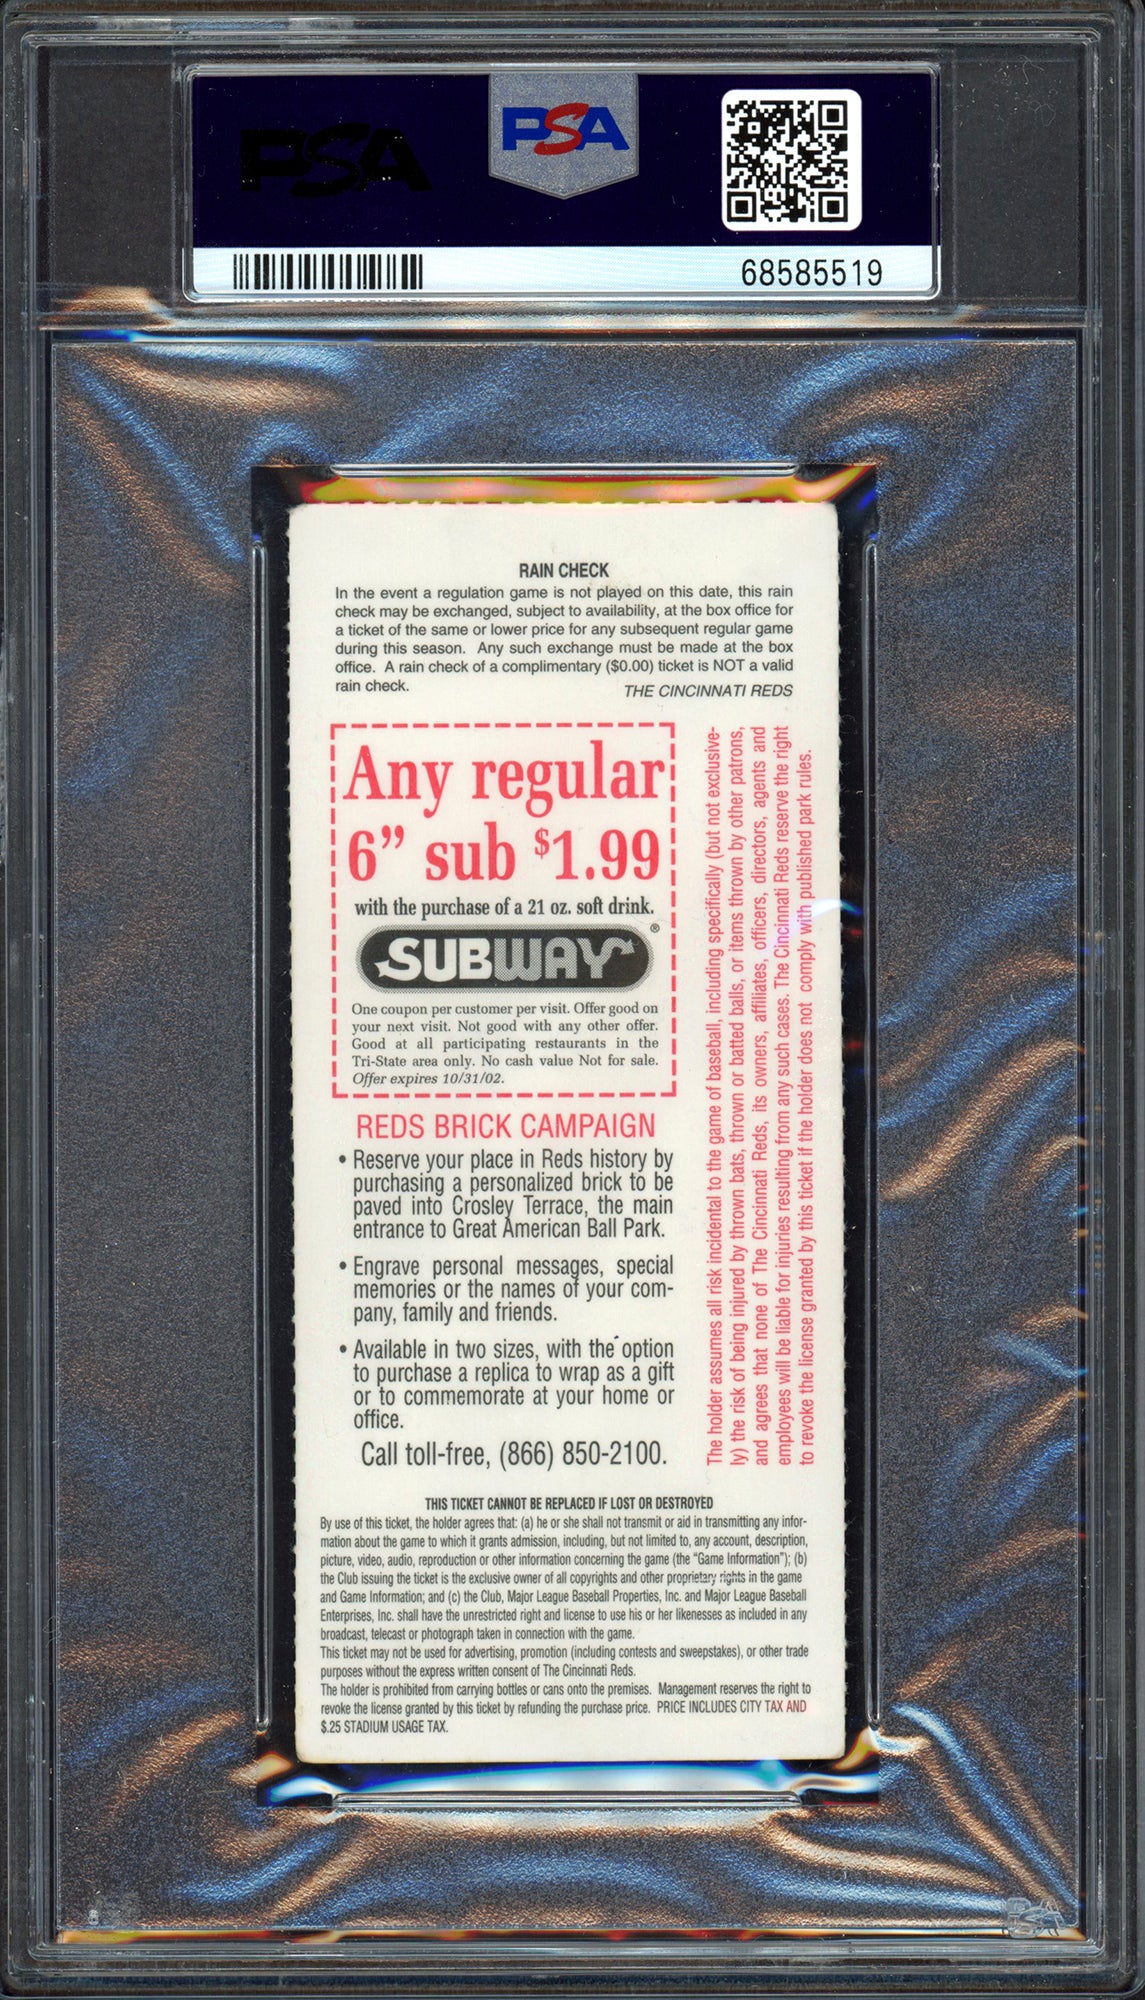 PSA
PSA
68585519
RAIN CHECK
In the event a regulation game is not played on this date, this rain
check may be exchanged, subject to availability, at the box office for
a ticket of the same or lower price for any subsequent regular game
during this season. Any such exchange must be made at the box
office. A rain check of a complimentary ($0.00) ticket is NOT a valid
rain check.
THE CINCINNATI REDS
Any regular
6” sub $1.99
with the purchase of a 21 oz. soft drink.
SUBWAY®
One coupon per customer per visit. Offer good on
your next visit. Not good with any other offer.
Good at all participating restaurants in the
Tri-State area only. No cash value Not for sale.
Offer expires 10/31/02.
REDS BRICK CAMPAIGN
• Reserve your place in Reds history by
purchasing a personalized brick to be
paved into Crosley Terrace, the main
entrance to Great American Ball Park.
• Engrave personal messages, special
memories or the names of your com-
pany, family and friends.
• Available in two sizes, with the option
to purchase a replica to wrap as a gift
or to commemorate at your home or
office.
Call toll-free, (866) 850-2100.
The holder assumes all risk incidental to the game of baseball, including specifically (but not exclusive-
ly) the risk of being injured by thrown bats, thrown or batted balls, or items thrown by other patrons,
and agrees that none of The Cincinnati Reds, its owners, affiliates, officers, directors, agents and
employees will be liable for injuries resulting from any such cases. The Cincinnati Reds reserve the right
to revoke the license granted by this ticket if the holder does not comply with published park rules.
THIS TICKET CANNOT BE REPLACED IF LOST OR DESTROYED
By use of this ticket, the holder agrees that: (a) he or she shall not transmit or aid in transmitting any infor-
mation about the game to which it grants admission, including, but not limited to, any account, description,
picture, video, audio, reproduction or other information concerning the game (the “Game Information”); (b)
the Club issuing the ticket is the exclusive owner of all copyrights and other proprietary rights in the game
and Game Information; and (c) the Club, Major League Baseball Properties, Inc. and Major League Baseball
Enterprises, Inc. shall have the unrestricted right and license to use his or her likenesses as included in any
broadcast, telecast or photograph taken in connection with the game.
This ticket may not be used for advertising, promotion (including contests and sweepstakes), or other trade
purposes without the express written consent of The Cincinnati Reds.
The holder is prohibited from carrying bottles or cans onto the premises. Management reserves the right to
revoke the license granted by this ticket by refunding the purchase price. PRICE INCLUDES CITY TAX AND
$.25 STADIUM USAGE TAX.